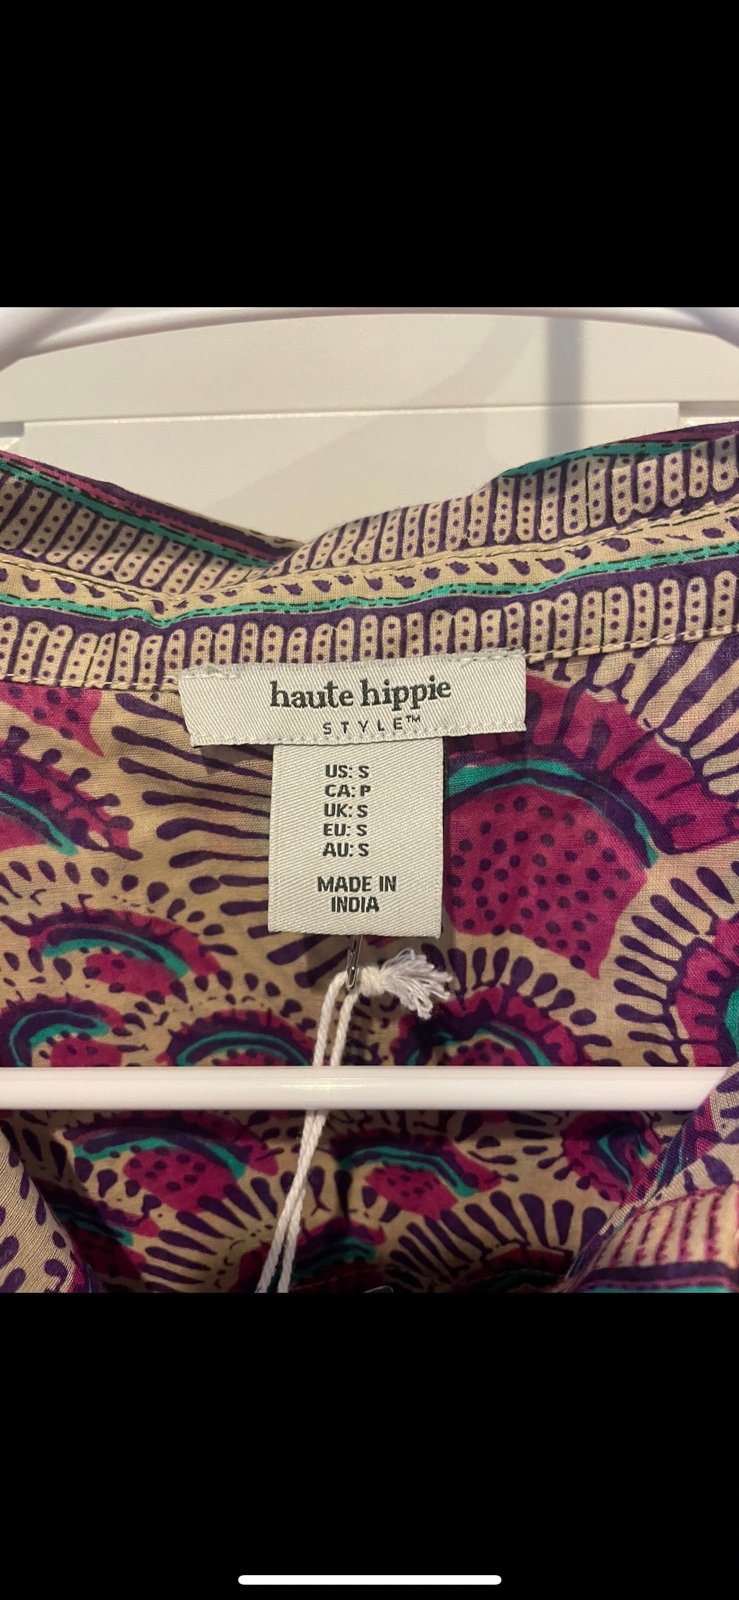 haute hippie
STYLE™
US: S
CA: P
UK: S
EU: S
AU: S
MADE IN
INDIA